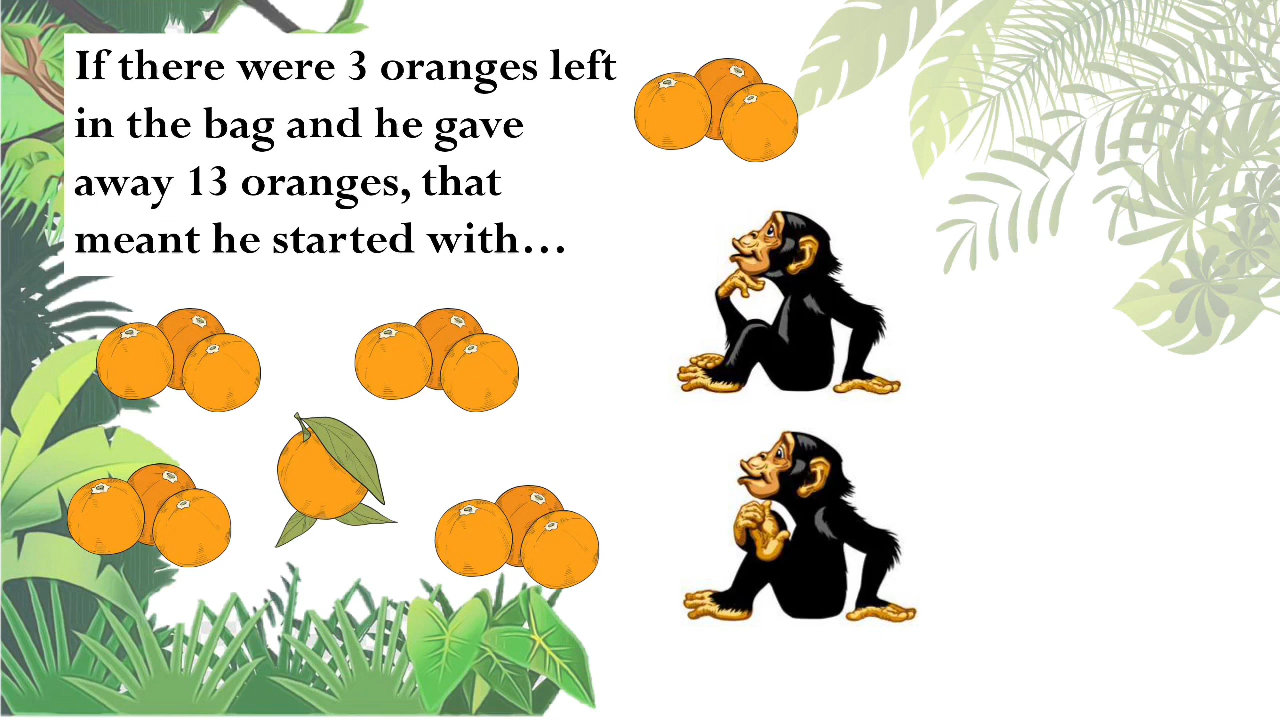 If there were 3 oranges left
in the bag and he gave
away 13 oranges, that
meant he started with…